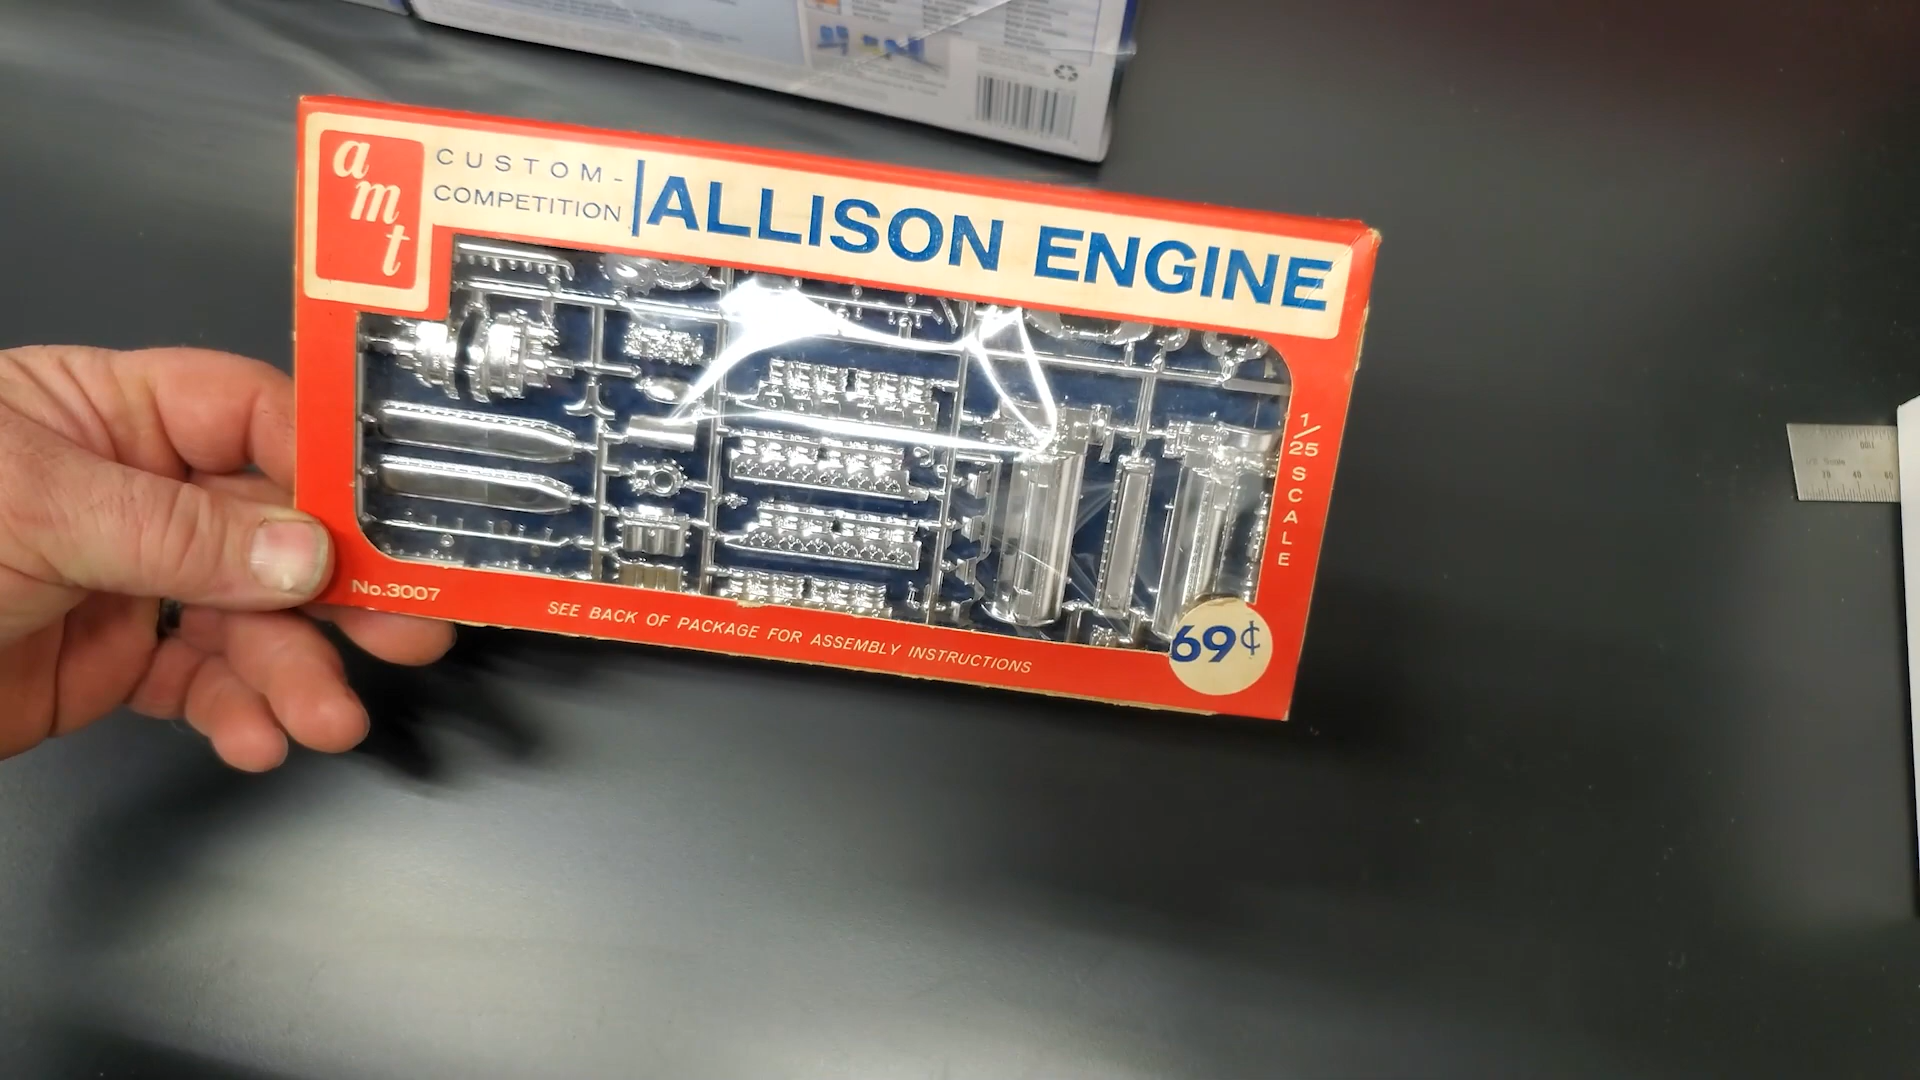 amt
CUSTOM-
COMPETITION
ALLISON ENGINE
1/25
SCALE
No.3007
SEE BACK OF PACKAGE FOR ASSEMBLY INSTRUCTIONS
69¢